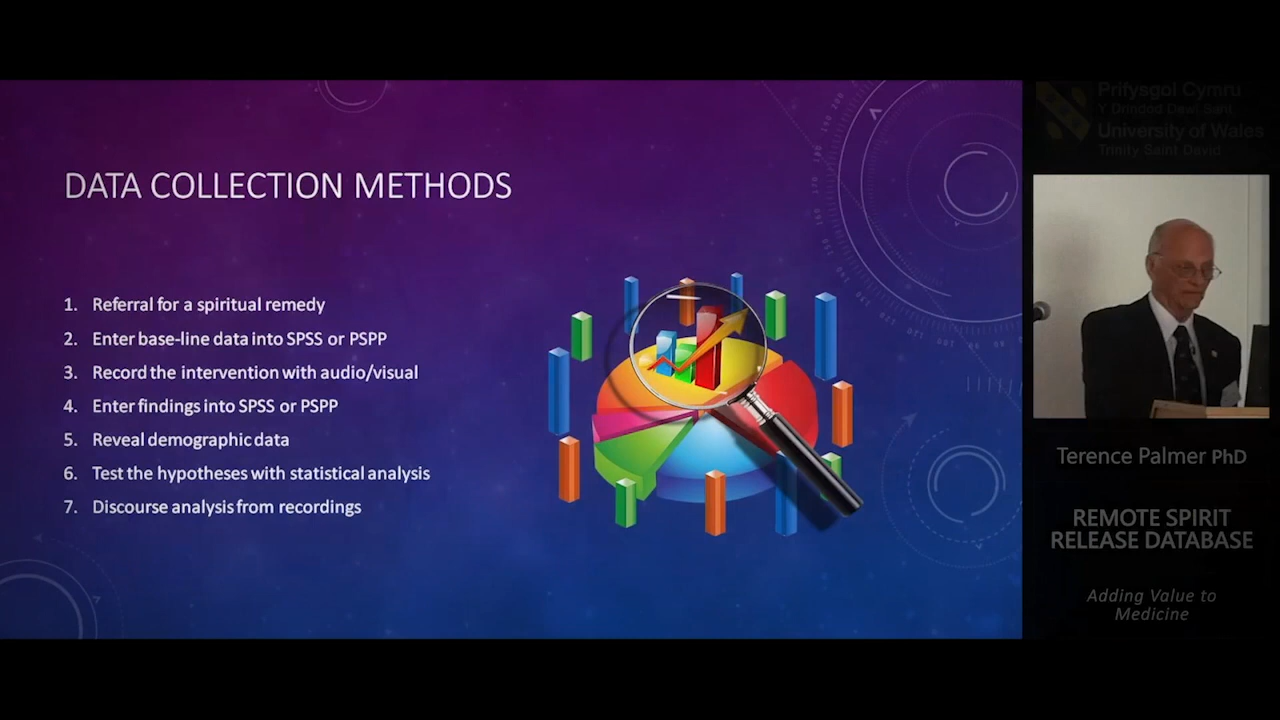 DATA COLLECTION METHODS
1. Referral for a spiritual remedy
2. Enter base-line data into SPSS or PSPP
3. Record the intervention with audio/visual
4. Enter findings into SPSS or PSPP
5. Reveal demographic data
6. Test the hypotheses with statistical analysis
7. Discourse analysis from recordings
Prifysgol Cymru
Y Drindod Dewi Sant
University of Wales
Trinity Saint David
Terence Palmer PhD
REMOTE SPIRIT
RELEASE DATABASE
Adding Value to
Medicine